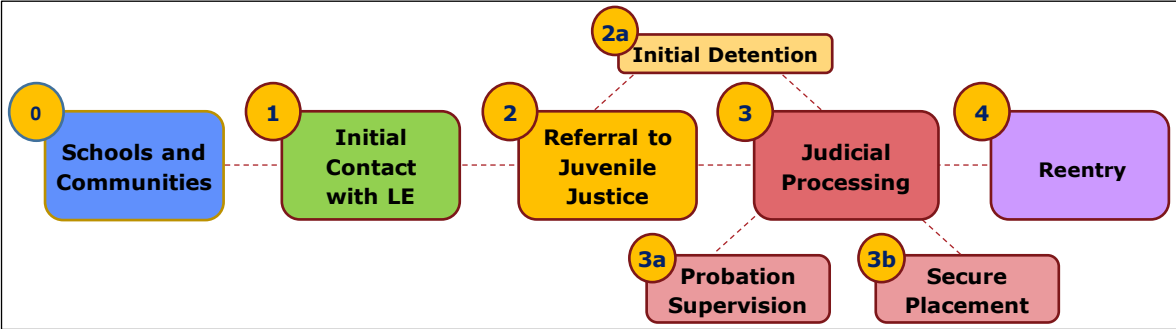 2a
Initial Detention
0
Schools and
Communities
1
Initial
Contact
with LE
2
Referral to
Juvenile
Justice
3
Judicial
Processing
4
Reentry
3a
Probation
Supervision
3b
Secure
Placement